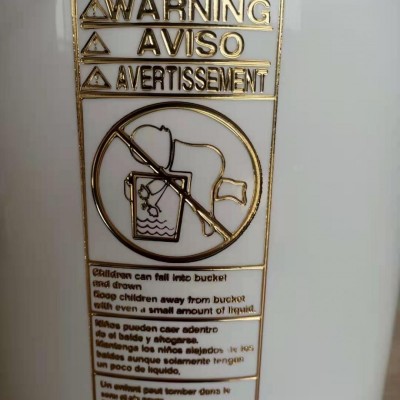 WARNING
AVISO
AVERTISSEMENT
Children can fall into bucket
and drown
Keep children away from bucket
with even a small amount of liquid.
Niños pueden caer adentro
de el balde y ahogarse.
Mantenga los niños alejados de los
baldes aunque solamente tengan
un poco de liquido.
Un enfant peut tomber dans le